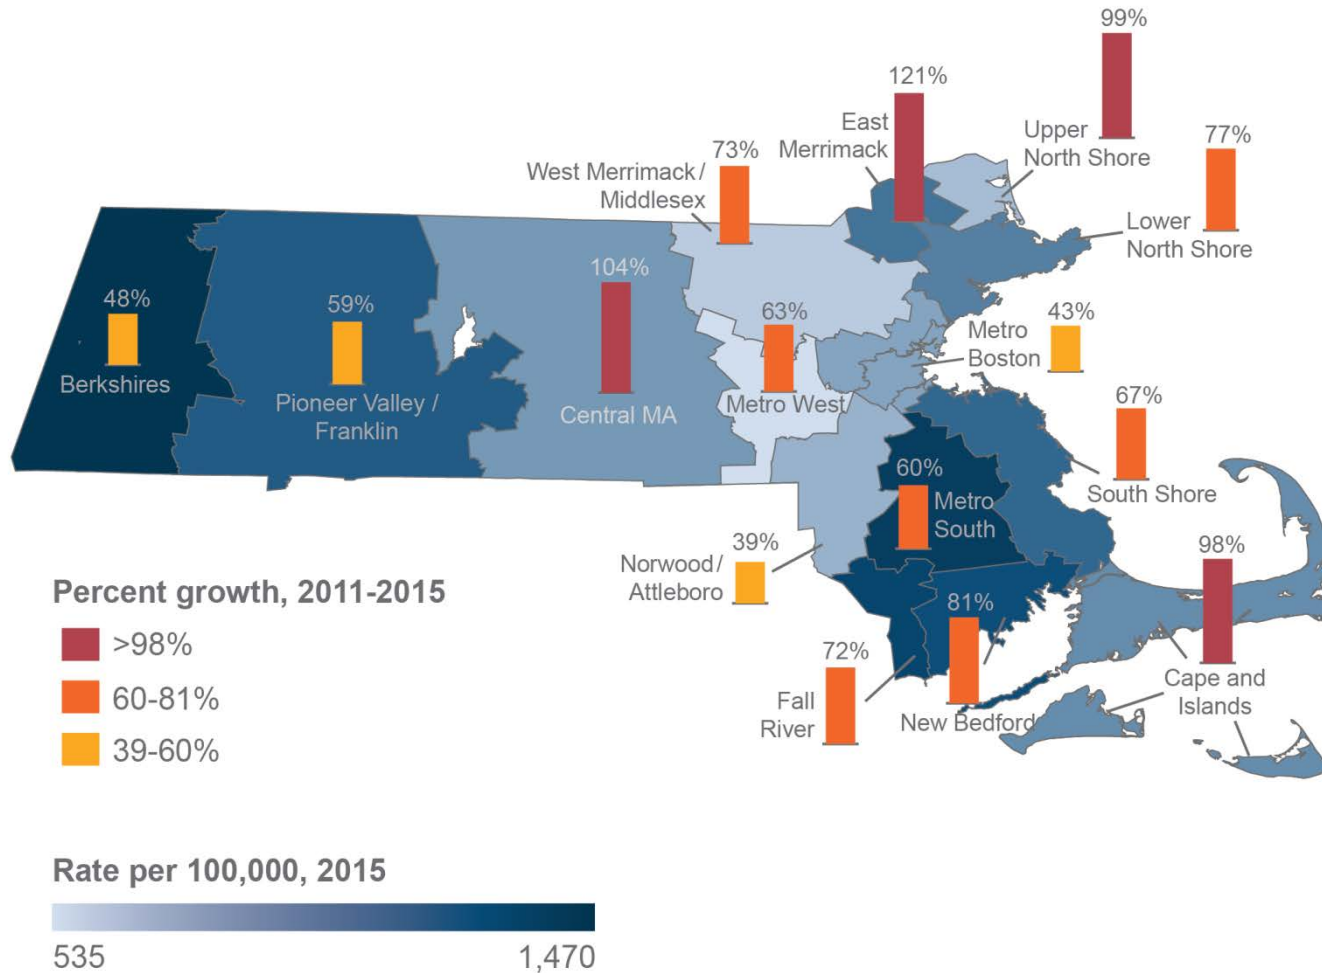 99%
121%
East
Merrimack
Upper
North Shore
77%
73%
West Merrimack/
Middlesex
Lower
North Shore
104%
48%
59%
63%
43%
Metro
Boston
Berkshires
Pioneer Valley /
Franklin
Central MA
Metro West
67%
South Shore
60%
Metro
South
39%
Norwood/
Attleboro
98%
81%
72%
Cape and
Islands
Fall
River
New Bedford
Percent growth, 2011-2015
>98%
60-81%
39-60%
Rate per 100,000, 2015
535
1,470